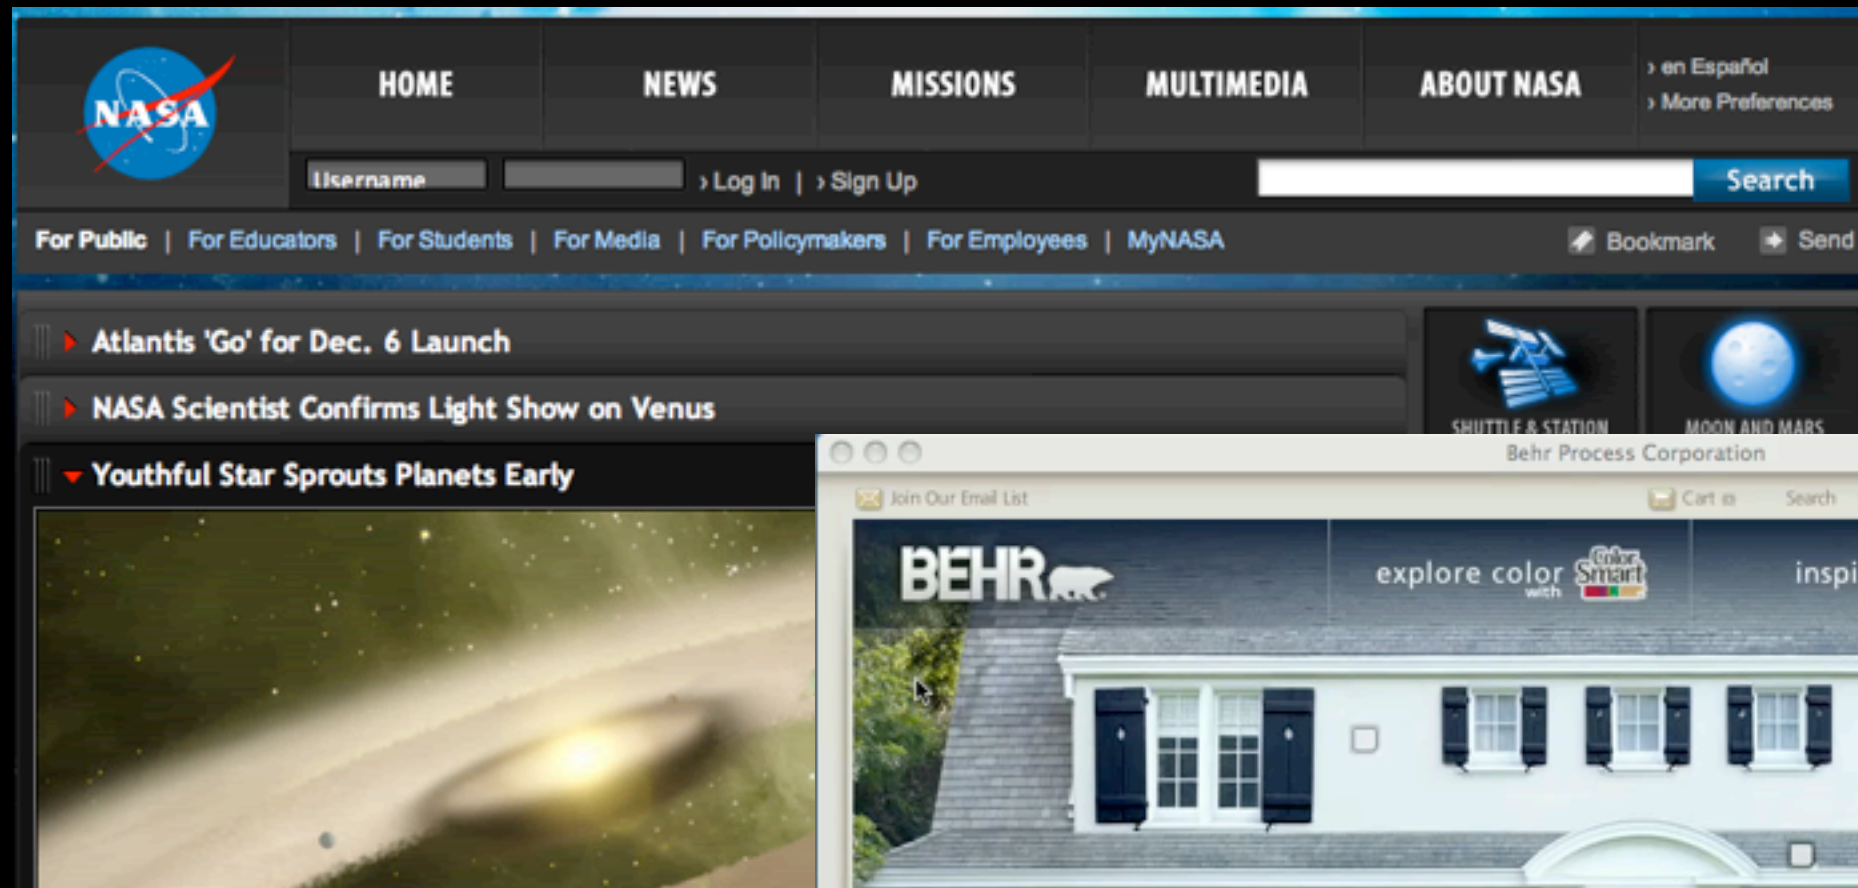 NASA
HOME
NEWS
MISSIONS
MULTIMEDIA
ABOUT NASA
› en Español
› More Preferences
Username
› Log In | › Sign Up
Search
For Public | For Educators | For Students | For Media | For Policymakers | For Employees | MyNASA
Bookmark
Send
Atlantis 'Go' for Dec. 6 Launch
NASA Scientist Confirms Light Show on Venus
Youthful Star Sprouts Planets Early
SHUTTLE & STATION
MOON AND MARS
Behr Process Corporation
Join Our Email List
Cart
Search
BEHR
explore color
with
Color
Smart
inspi